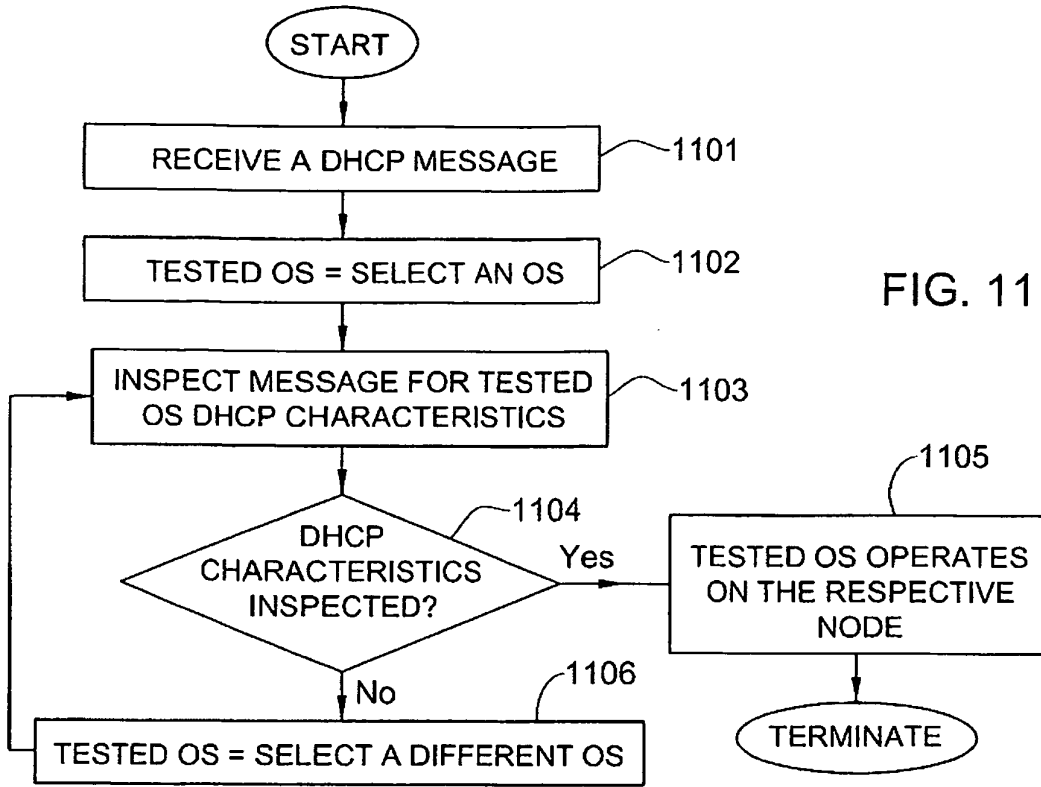 START
RECEIVE A DHCP MESSAGE
1101
TESTED OS = SELECT AN OS
1102
FIG. 11
INSPECT MESSAGE FOR TESTED
OS DHCP CHARACTERISTICS
1103
DHCP
CHARACTERISTICS
INSPECTED?
1104
Yes
1105
TESTED OS OPERATES
ON THE RESPECTIVE
NODE
No
1106
TESTED OS = SELECT A DIFFERENT OS
TERMINATE